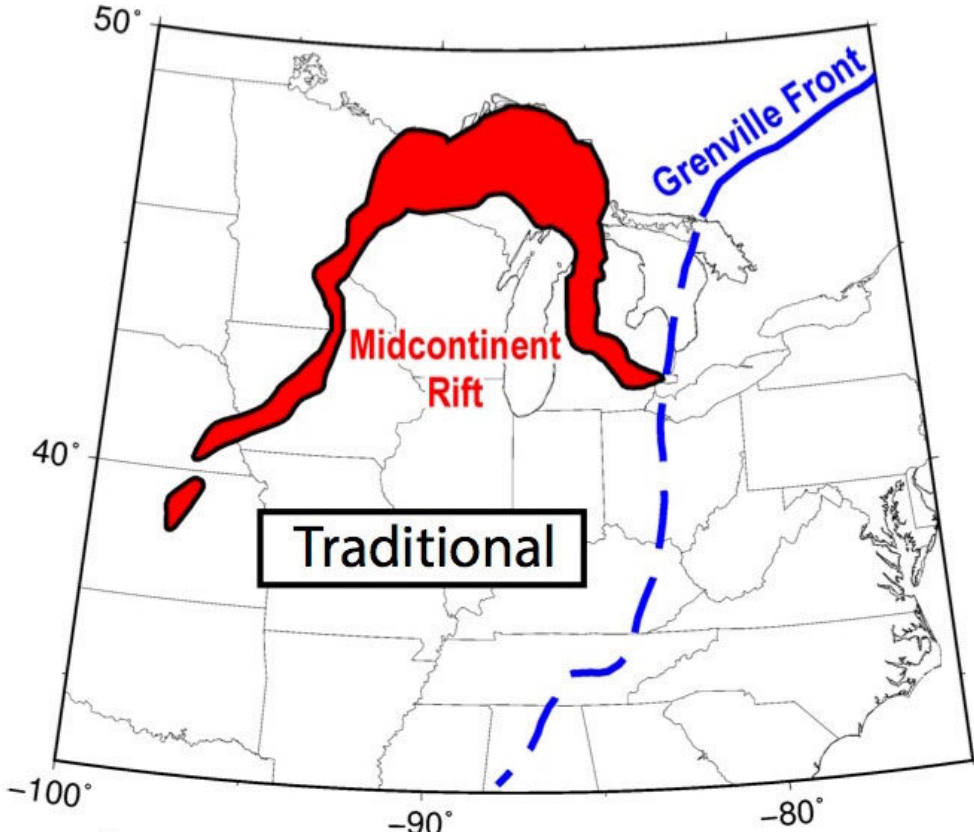 50°
Grenville Front
Midcontinent
Rift
40°
Traditional
-100°
-90°
-80°